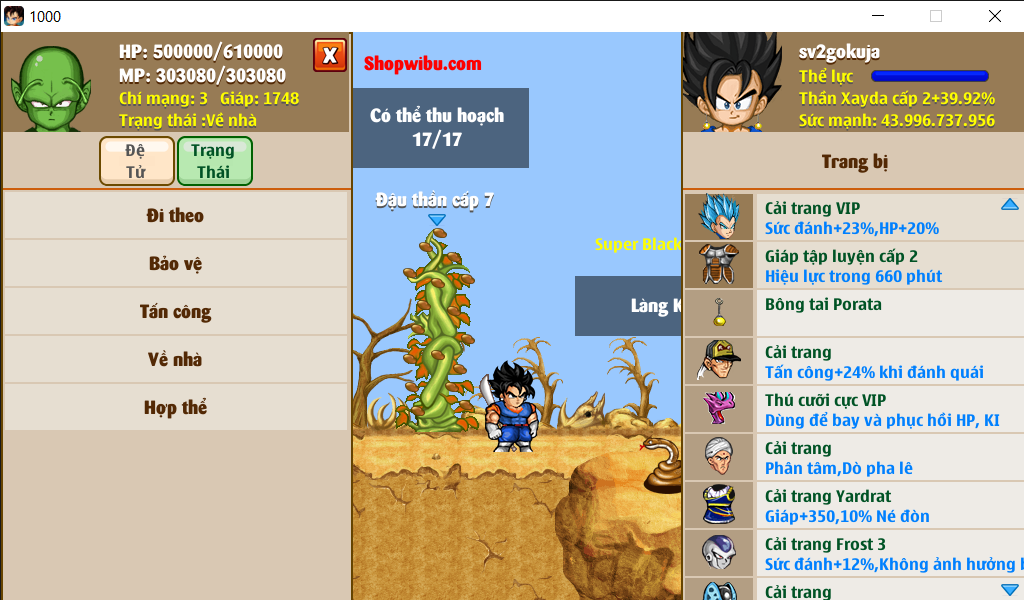 1000
HP: 500000/610000
MP: 303080/303080
Chí mạng: 3 Giáp: 1748
Trạng thái :Về nhà
X
Đệ
Tử
Trạng
Thái
Đi theo
Bảo vệ
Tấn công
Về nhà
Hợp thể
Shopwibu.com
Có thể thu hoạch
17/17
Đậu thần cấp 7
Super Black
Làng K
sv2gokuja
Thể lực
Thần Xayda cấp 2+39.92%
Sức mạnh: 43.996.737.956
Trang bị
Cải trang VIP
Sức đánh+23%,HP+20%
Giáp tập luyện cấp 2
Hiệu lực trong 660 phút
Bông tai Porata
Cải trang
Tấn công+24% khi đánh quái
Thú cưỡi cực VIP
Dùng để bay và phục hồi HP, KI
Cải trang
Phân tâm,Dò pha lê
Cải trang Yardrat
Giáp+350,10% Né đòn
Cải trang Frost 3
Sức đánh+12%,Không ảnh hưởng b
Cải trang